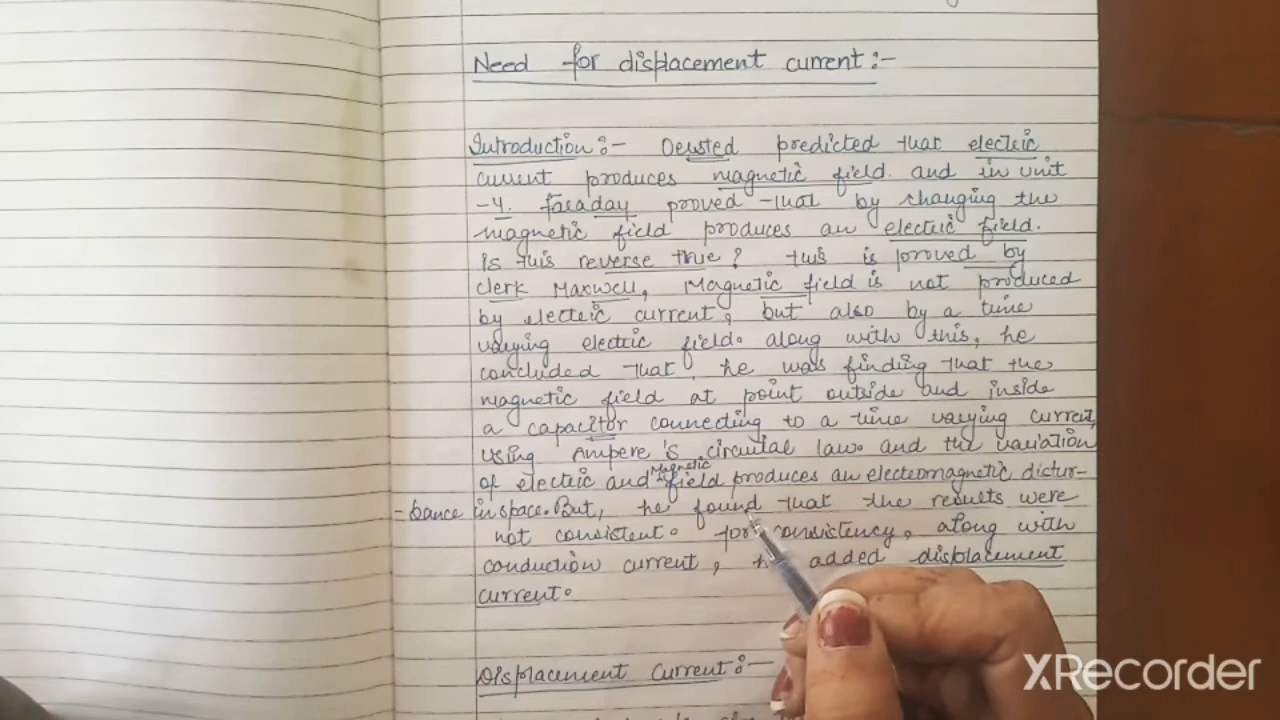 Need for displacement current:-
Introduction:- Oersted predicted that electric
current produces magnetic field. and in unit
-4. faraday proved that by changing the
magnetic field produces an electric field.
Is this reverse true? this is proved by
clerk Maxwell, Magnetic field is not produced
by electric current, but also by a time
varying electric field. along with this, he
concluded that, he was finding that the
magnetic field at point outside and inside
a capacitor connecting to a time varying current,
using Ampere's circuital law. and the variation
of electric and Magnetic field produces an electromagnetic distur-
-bance in space. But, he found that the results were
not consistent. for consistency, along with
conduction current, added displacement
current.
Displacement Current:-
XRecorder